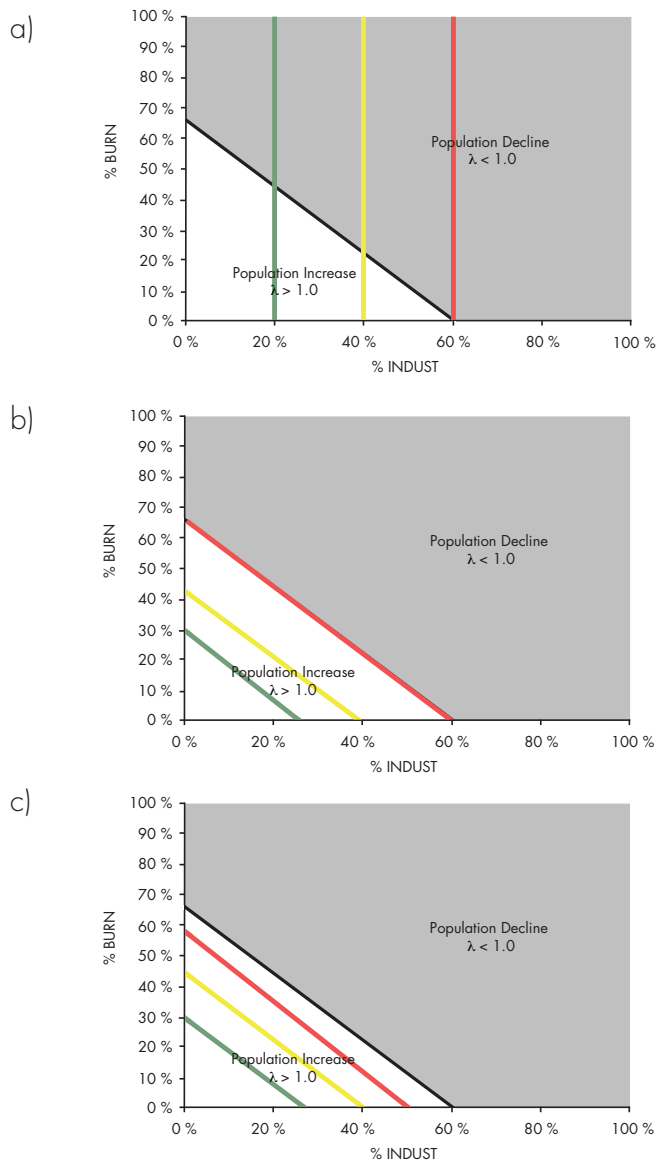 a)
100 %
90 %
80 %
70 %
60 %
50 %
40 %
30 %
20 %
10 %
0 %
% BURN
Population Decline
λ < 1.0
Population Increase
λ > 1.0
0 % 20 % 40 % 60 % 80 % 100 %
% INDUST
b)
100 %
90 %
80 %
70 %
60 %
50 %
40 %
30 %
20 %
10 %
0 %
% BURN
Population Decline
λ < 1.0
Population Increase
λ > 1.0
0 % 20 % 40 % 60 % 80 % 100 %
% INDUST
c)
100 %
90 %
80 %
70 %
60 %
50 %
40 %
30 %
20 %
10 %
0 %
% BURN
Population Decline
λ < 1.0
Population Increase
λ > 1.0
0 % 20 % 40 % 60 % 80 % 100 %
% INDUST